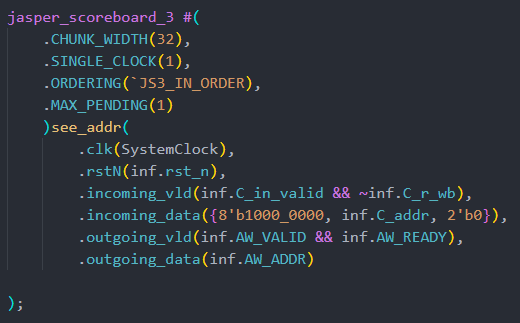 jasper_scoreboard_3 #(
.CHUNK_WIDTH(32),
.SINGLE_CLOCK(1),
.ORDERING(`JS3_IN_ORDER),
.MAX_PENDING(1)
)see_addr(
.clk(SystemClock),
.rstN(inf.rst_n),
.incoming_vld(inf.C_in_valid && ~inf.C_r_wb),
.incoming_data({8'b1000_0000, inf.C_addr, 2'b0}),
.outgoing_vld(inf.AW_VALID && inf.AW_READY),
.outgoing_data(inf.AW_ADDR)
);